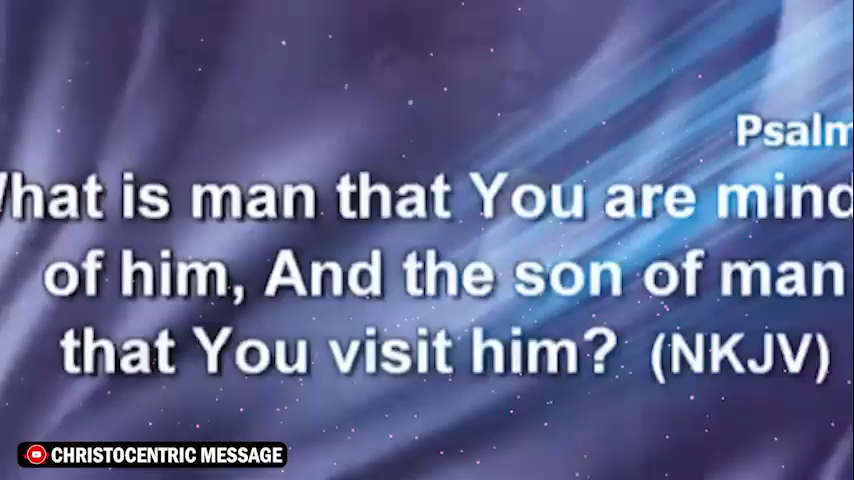 Psalm
What is man that You are mind
of him, And the son of man
that You visit him? (NKJV)
CHRISTOCENTRIC MESSAGE